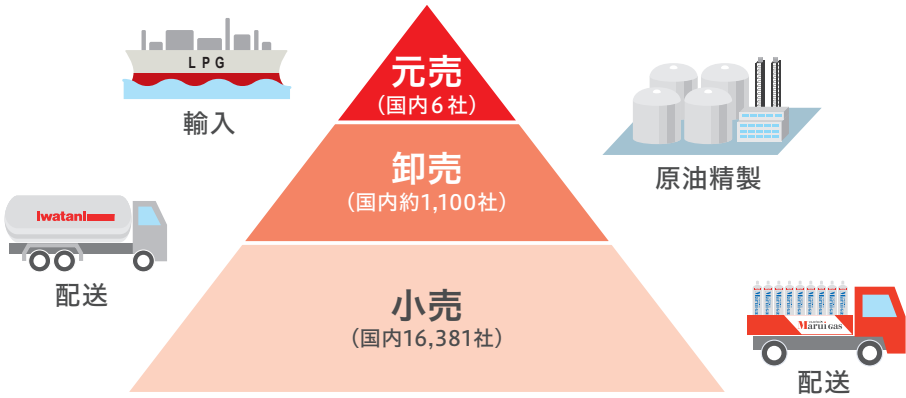 元売
（国内6社）
LPG
輸入
原油精製
卸売
（国内約1,100社）
Iwatani
配送
小売
（国内16,381社）
Marui Gas
配送